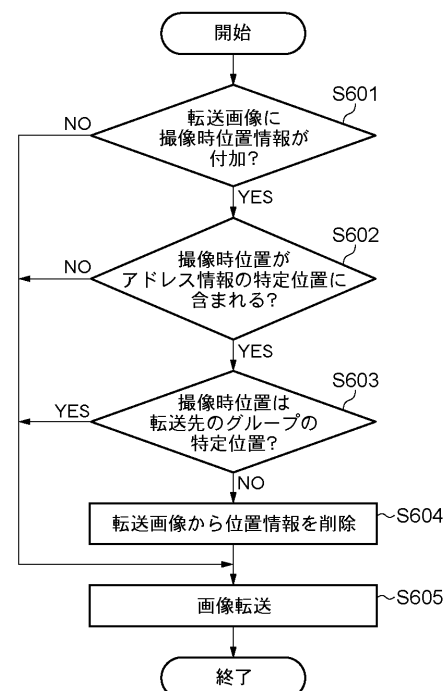 開始
S601
転送画像に
撮像時位置情報が
付加?
NO
YES
S602
撮像時位置が
アドレス情報の特定位置に
含まれる?
NO
YES
S603
撮像時位置は
転送先のグループの
特定位置?
YES
NO
転送画像から位置情報を削除
S604
画像転送
S605
終了